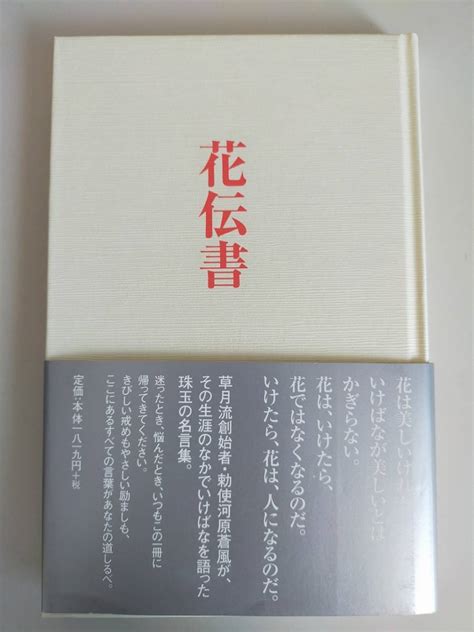 花伝書
花は美しいけれど
いけばなが美しいとは
かぎらない。
花は、いけたら、
花ではなくなるのだ。
いけたら、花は、人になるのだ。
草月流創始者・勅使河原蒼風が、
その生涯のなかでいけばなを語った
珠玉の名言集。
迷ったとき、悩んだとき、いつもこの一冊に
帰ってきてください。
きびしい戒めもやさしい励ましも、
ここにあるすべての言葉があなたの道しるべ。
定価・本体一八一九円+税